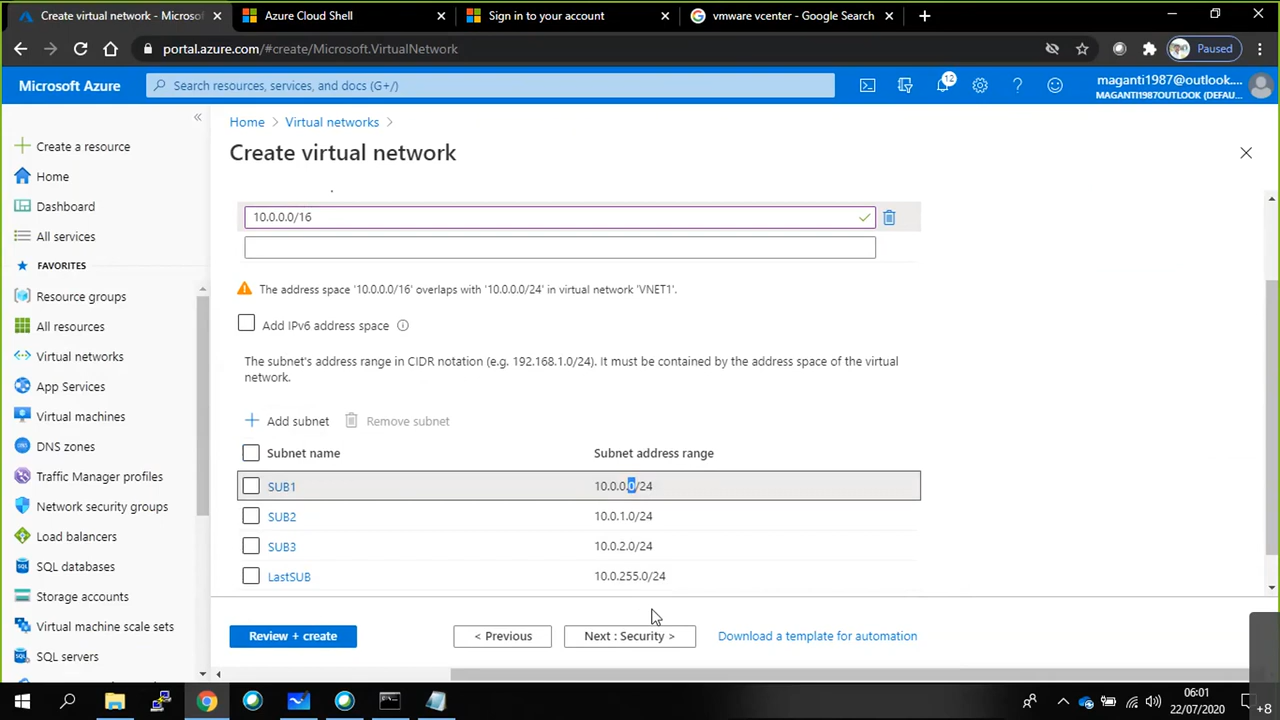 Create virtual network - Microso
Azure Cloud Shell
Sign in to your account
vmware vcenter - Google Search
portal.azure.com/#create/Microsoft.VirtualNetwork
Paused
Microsoft Azure
Search resources, services, and docs (G+/)
12
maganti1987@outlook....
MAGANTI1987OUTLOOK (DEFAU...
Home > Virtual networks >
Create virtual network
Create a resource
Home
Dashboard
All services
FAVORITES
Resource groups
All resources
Virtual networks
App Services
Virtual machines
DNS zones
Traffic Manager profiles
Network security groups
Load balancers
SQL databases
Storage accounts
Virtual machine scale sets
SQL servers
10.0.0.0/16
The address space '10.0.0.0/16' overlaps with '10.0.0.0/24' in virtual network 'VNET1'.
Add IPv6 address space
The subnet's address range in CIDR notation (e.g. 192.168.1.0/24). It must be contained by the address space of the virtual
network.
+ Add subnet Remove subnet
Subnet name Subnet address range
SUB1 10.0.0.0/24
SUB2 10.0.1.0/24
SUB3 10.0.2.0/24
LastSUB 10.0.255.0/24
Review + create
< Previous
Next : Security >
Download a template for automation
06:01
22/07/2020
+8